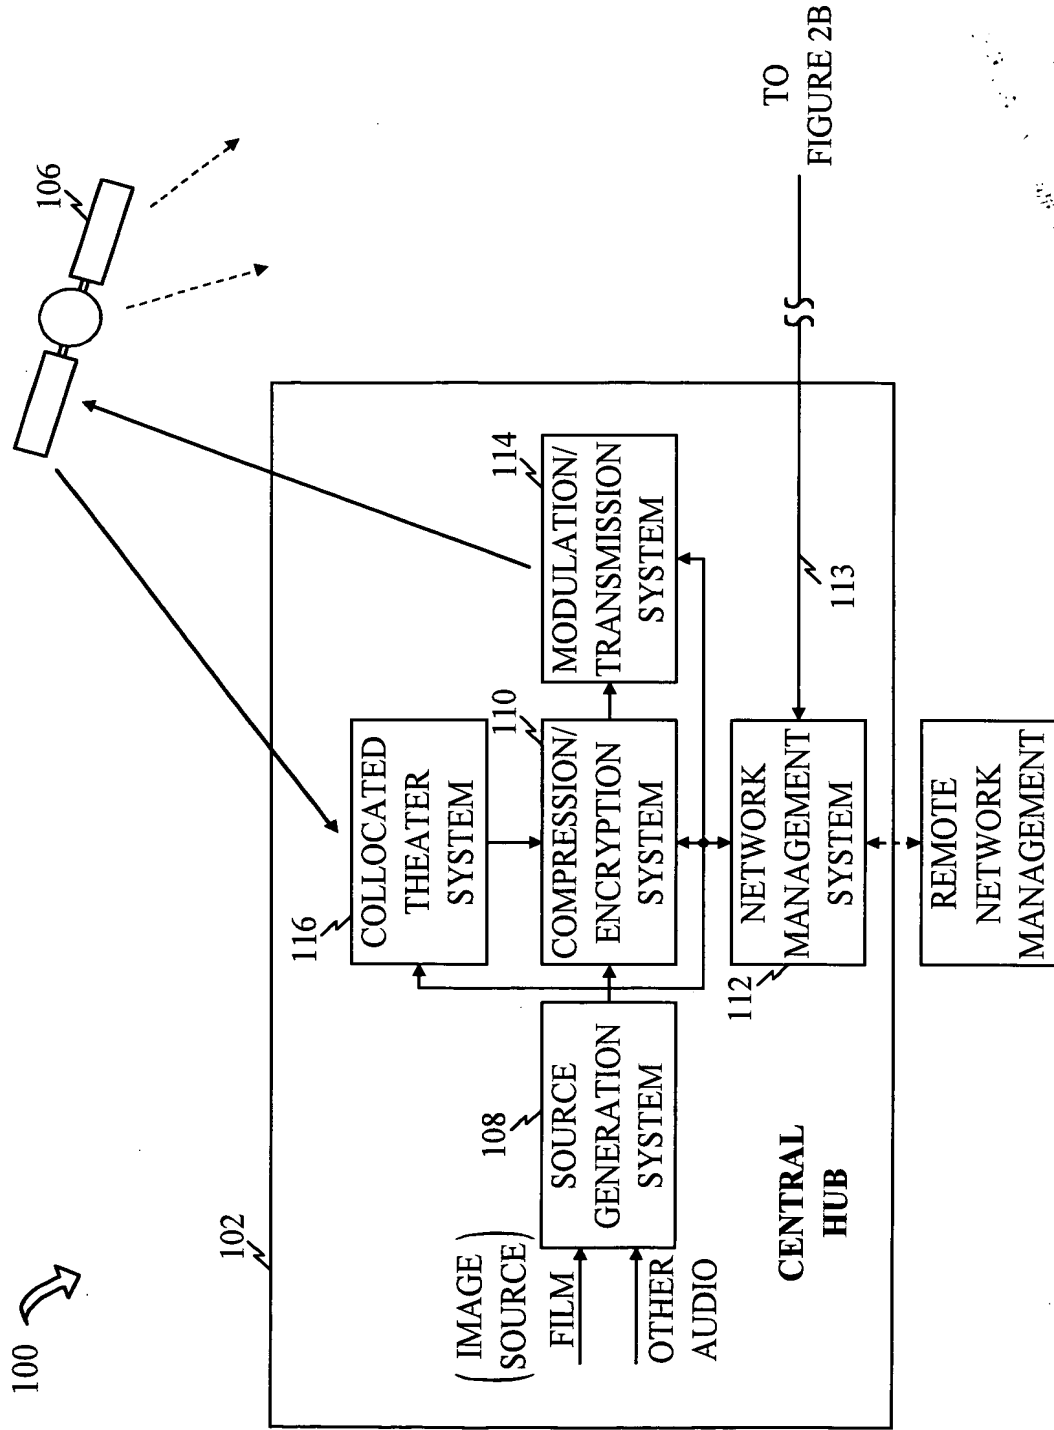 100
102
106
(IMAGE
SOURCE)
FILM
OTHER
AUDIO
108
SOURCE
GENERATION
SYSTEM
116
COLLOCATED
THEATER
SYSTEM
110
COMPRESSION/
ENCRYPTION
SYSTEM
114
MODULATION/
TRANSMISSION
SYSTEM
112
NETWORK
MANAGEMENT
SYSTEM
113
TO
FIGURE 2B
REMOTE
NETWORK
MANAGEMENT
CENTRAL
HUB